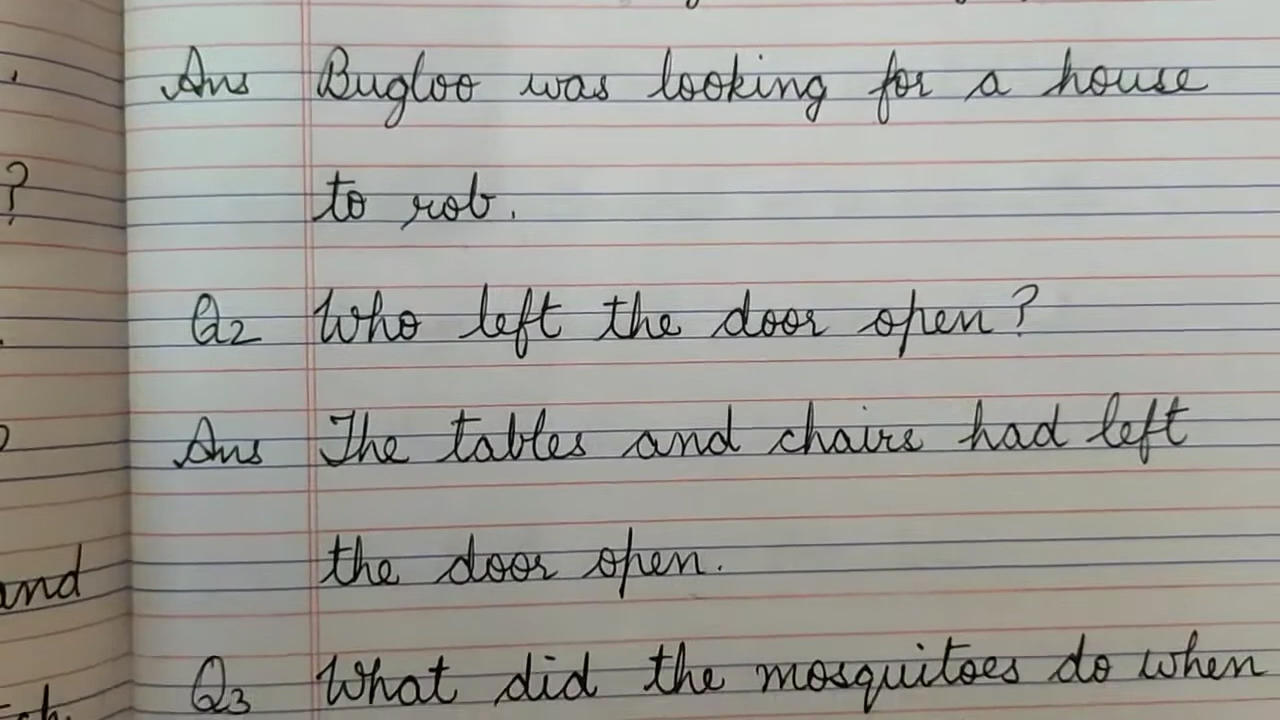 Ans Bugloo was looking for a house
?
to rob.
Q2 Who left the door open?
Ans The tables and chairs had left
the door open.
and
Q3 What did the mosquitoes do when